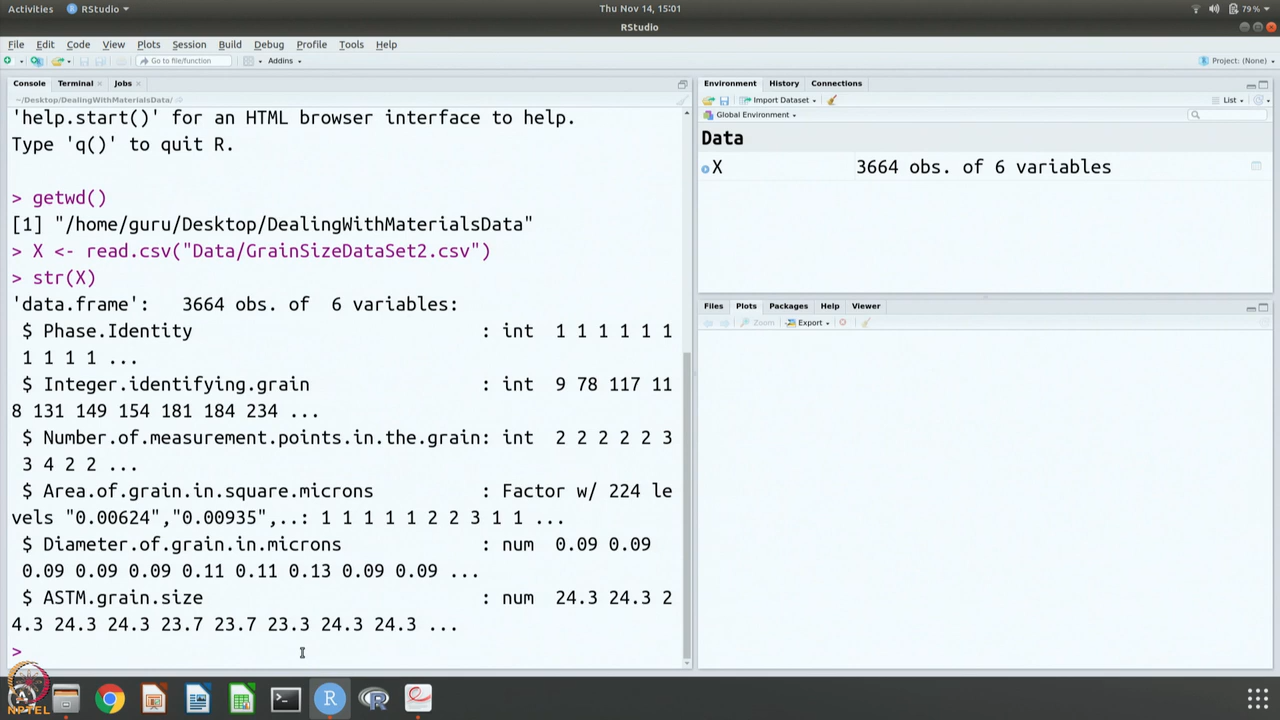 Activities RStudio Thu Nov 14, 15:01 79%
RStudio
File Edit Code View Plots Session Build Debug Profile Tools Help
Go to file/function Addins Project: (None)
Console Terminal Jobs
~/Desktop/DealingWithMaterialsData/
'help.start()' for an HTML browser interface to help.
Type 'q()' to quit R.
> getwd()
[1] "/home/guru/Desktop/DealingWithMaterialsData"
> X <- read.csv("Data/GrainSizeDataSet2.csv")
> str(X)
'data.frame': 3664 obs. of 6 variables:
$ Phase.Identity : int 1 1 1 1 1 1
1 1 1 1 ...
$ Integer.identifying.grain : int 9 78 117 11
8 131 149 154 181 184 234 ...
$ Number.of.measurement.points.in.the.grain: int 2 2 2 2 2 3
3 4 2 2 ...
$ Area.of.grain.in.square.microns : Factor w/ 224 le
vels "0.00624","0.00935",..: 1 1 1 1 1 2 2 3 1 1 ...
$ Diameter.of.grain.in.microns : num 0.09 0.09
0.09 0.09 0.09 0.11 0.11 0.13 0.09 0.09 ...
$ ASTM.grain.size : num 24.3 24.3 2
4.3 24.3 24.3 23.7 23.7 23.3 24.3 24.3 ...
>
Environment History Connections
Import Dataset List
Global Environment
Data
X 3664 obs. of 6 variables
Files Plots Packages Help Viewer
Zoom Export
NPTEL